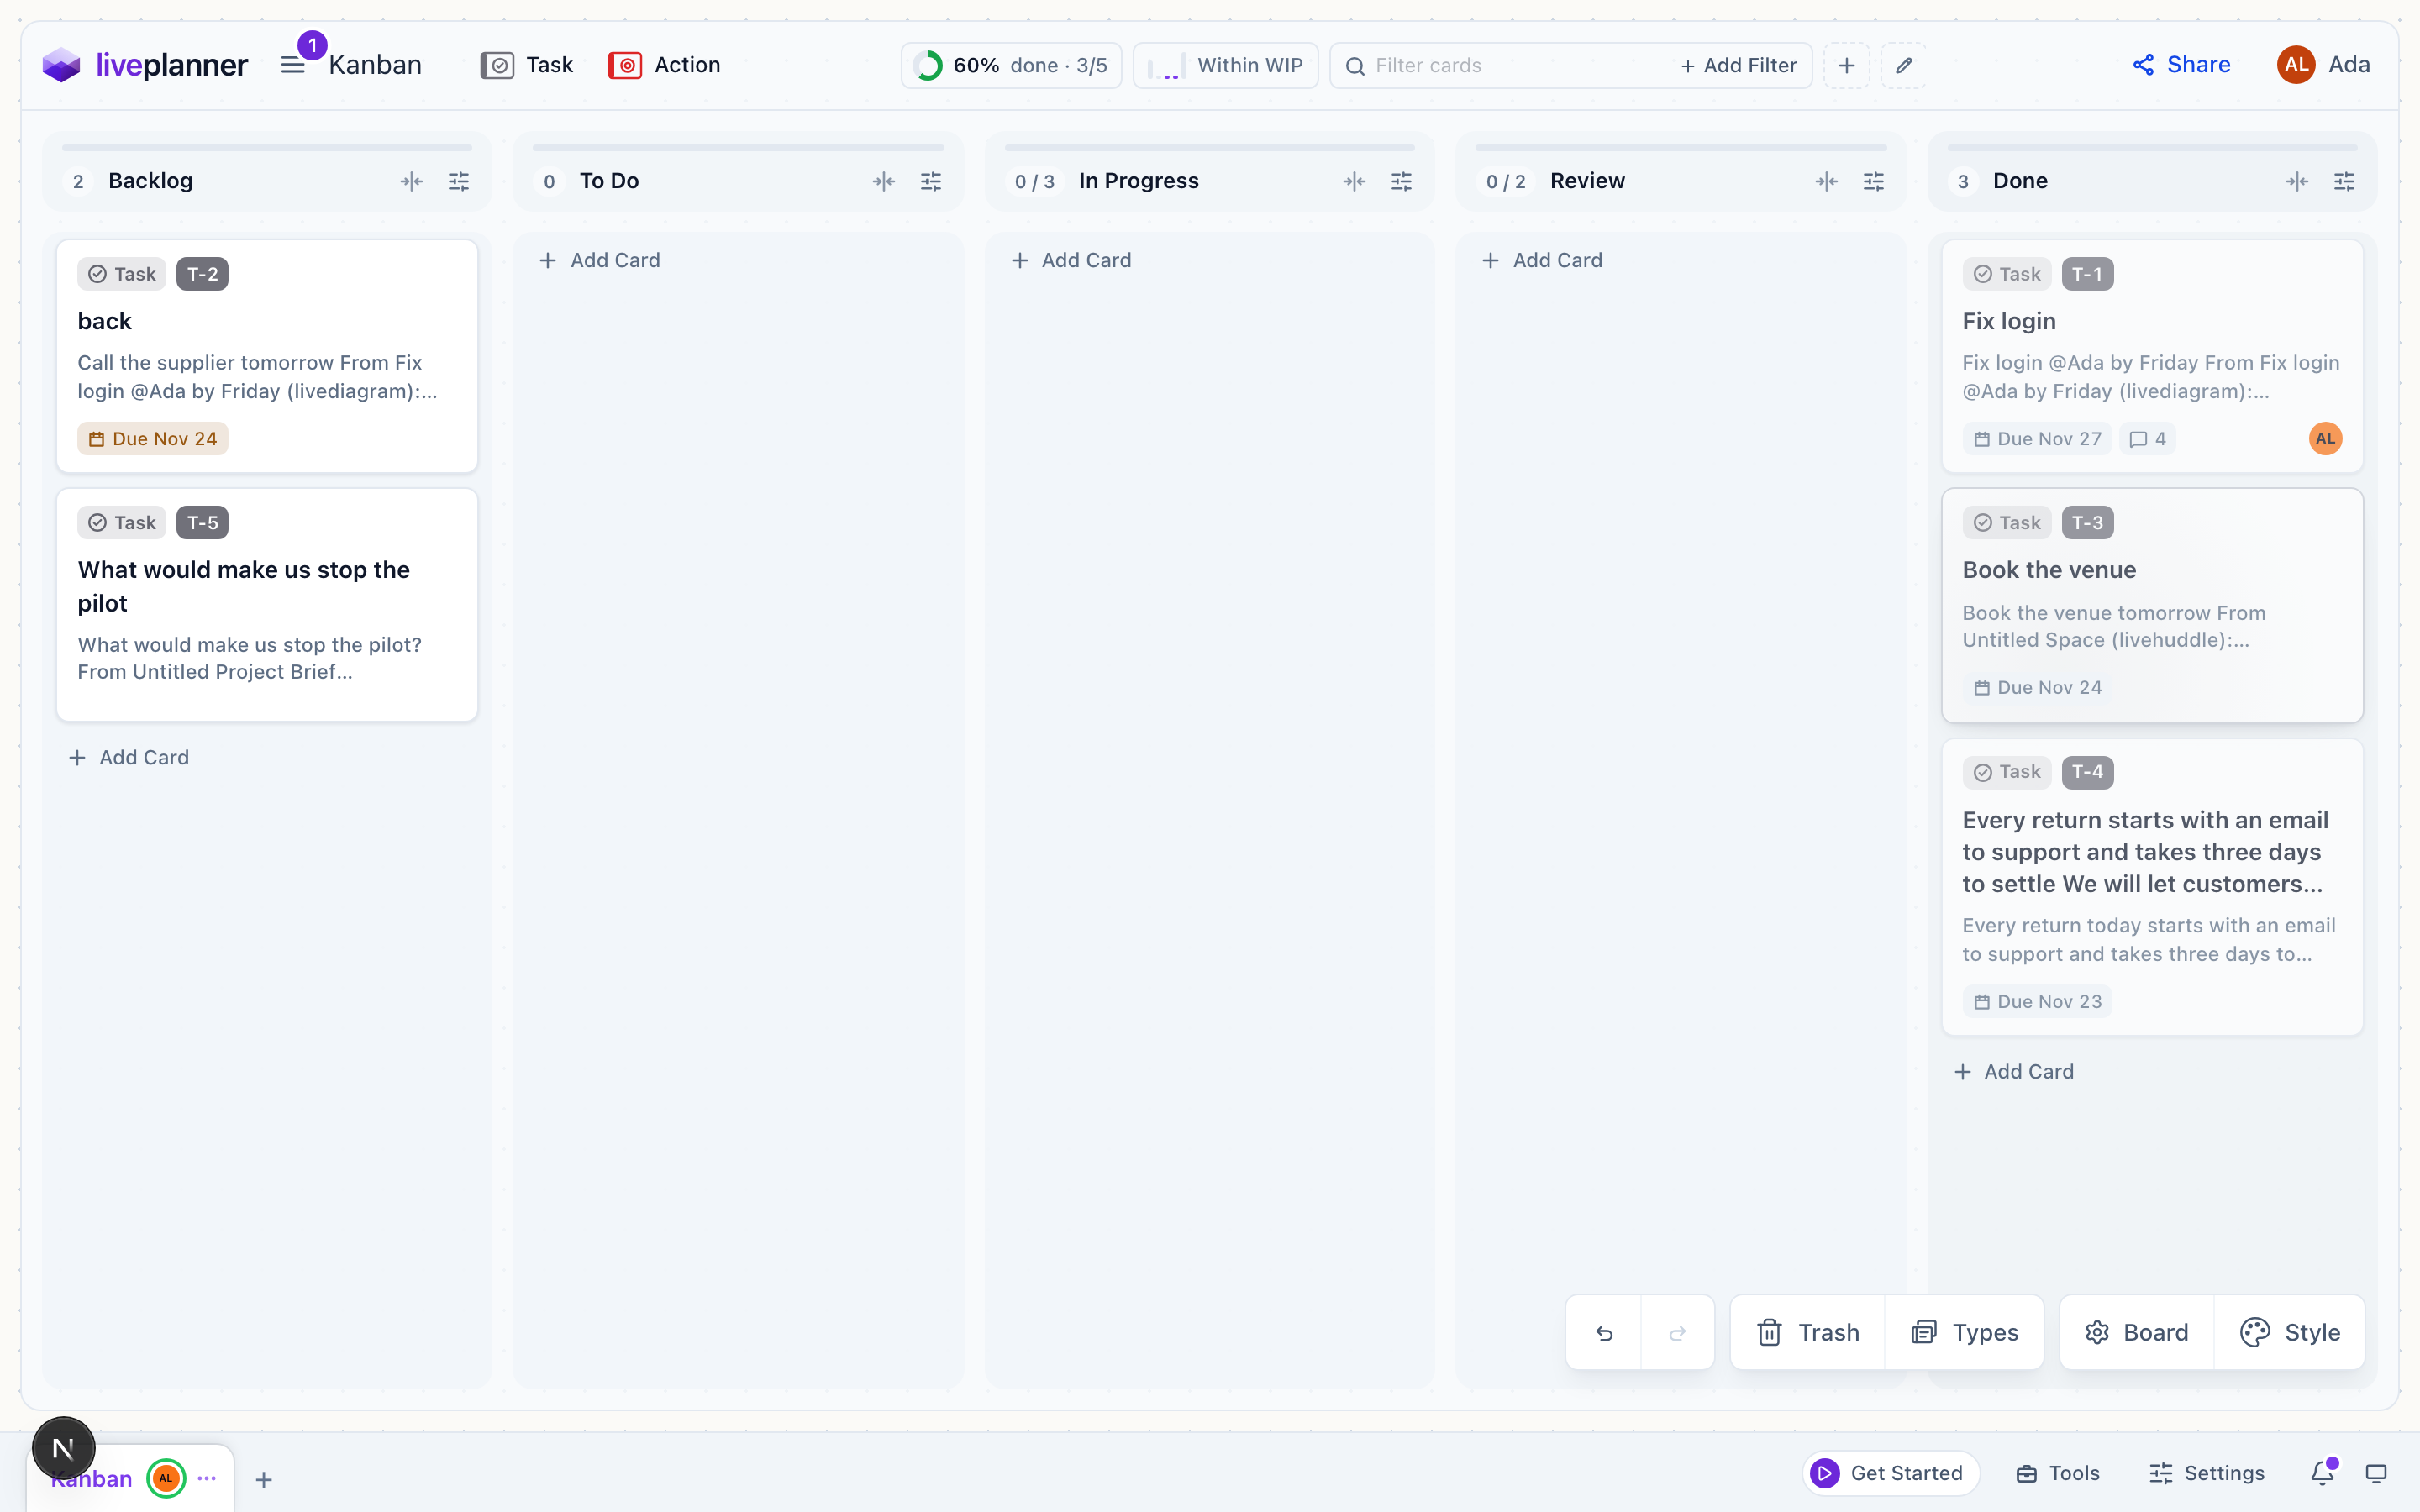 liveplanner
1
Kanban
Task
Action
60% done · 3/5
Within WIP
Filter cards
+ Add Filter
Share
AL
Ada
2 Backlog
0 To Do
0 / 3 In Progress
0 / 2 Review
3 Done
Task T-2
back
Call the supplier tomorrow From Fix
login @Ada by Friday (livediagram):...
Due Nov 24
Task T-5
What would make us stop the
pilot
What would make us stop the pilot?
From Untitled Project Brief...
+ Add Card
+ Add Card
+ Add Card
+ Add Card
Task T-1
Fix login
Fix login @Ada by Friday From Fix login
@Ada by Friday (livediagram):...
Due Nov 27
4
AL
Task T-3
Book the venue
Book the venue tomorrow From
Untitled Space (livehuddle):...
Due Nov 24
Task T-4
Every return starts with an email
to support and takes three days
to settle We will let customers...
Every return today starts with an email
to support and takes three days to...
Due Nov 23
+ Add Card
Trash
Types
Board
Style
N
Kanban
AL
Get Started
Tools
Settings